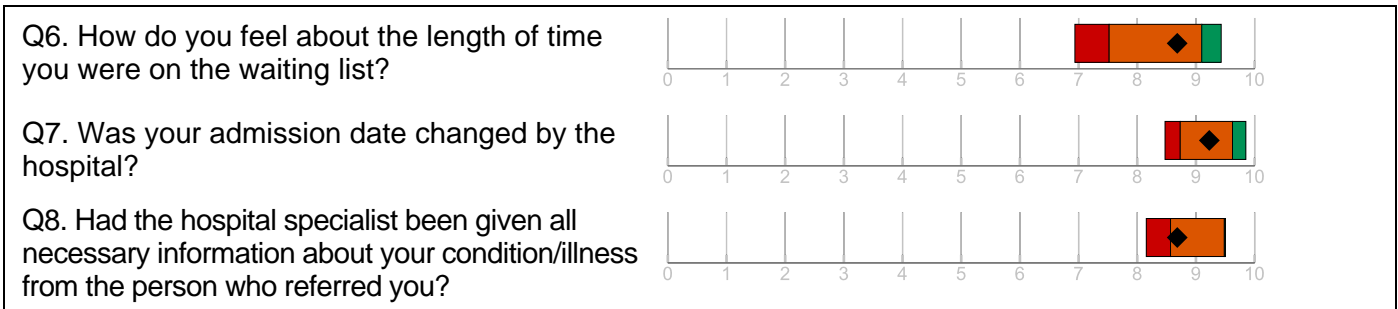 Q6. How do you feel about the length of time
you were on the waiting list?
0 1 2 3 4 5 6 7 8 9 10
Q7. Was your admission date changed by the
hospital?
0 1 2 3 4 5 6 7 8 9 10
Q8. Had the hospital specialist been given all
necessary information about your condition/illness
from the person who referred you?
0 1 2 3 4 5 6 7 8 9 10